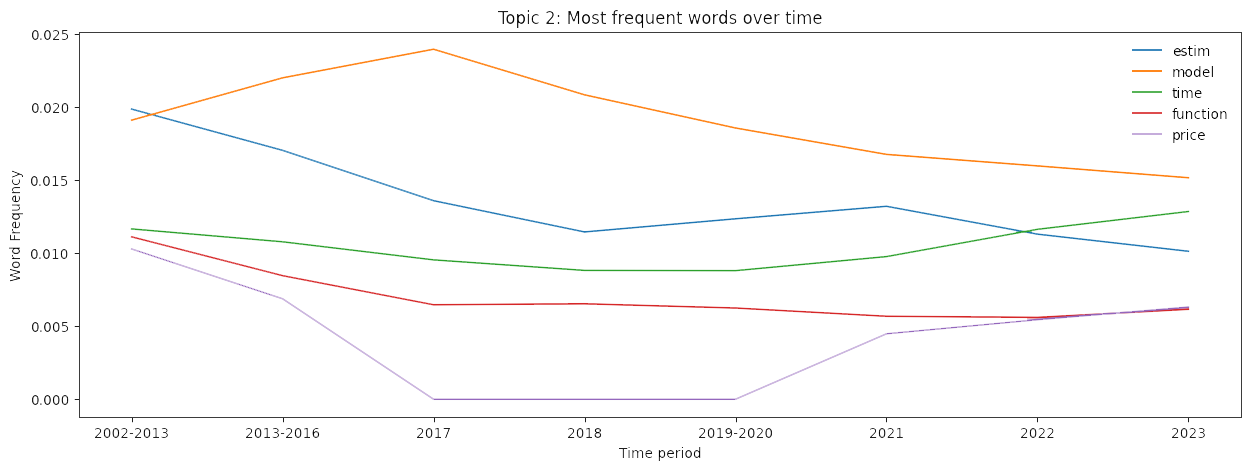 Topic 2: Most frequent words over time
0.025
0.020
0.015
0.010
0.005
0.000
Word Frequency
estim
model
time
function
price
2002-2013 2013-2016 2017 2018 2019-2020 2021 2022 2023
Time period